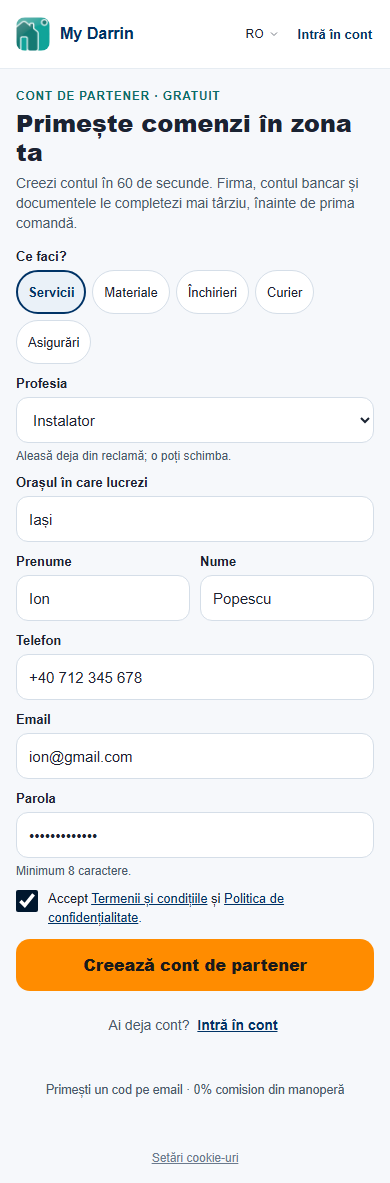 My Darrin
RO
Intră în cont
CONT DE PARTENER · GRATUIT
Primește comenzi în zona
ta
Creezi contul în 60 de secunde. Firma, contul bancar și
documentele le completezi mai târziu, înainte de prima
comandă.
Ce faci?
Servicii
Materiale
Închirieri
Curier
Asigurări
Profesia
Instalator
Aleasă deja din reclamă; o poți schimba.
Orașul în care lucrezi
Iași
Prenume
Nume
Ion
Popescu
Telefon
+40 712 345 678
Email
ion@gmail.com
Parola
•••••••••••••
Minimum 8 caractere.
Accept Termenii și condițiile și Politica de
confidențialitate.
Creează cont de partener
Ai deja cont? Intră în cont
Primești un cod pe email · 0% comision din manoperă
Setări cookie-uri